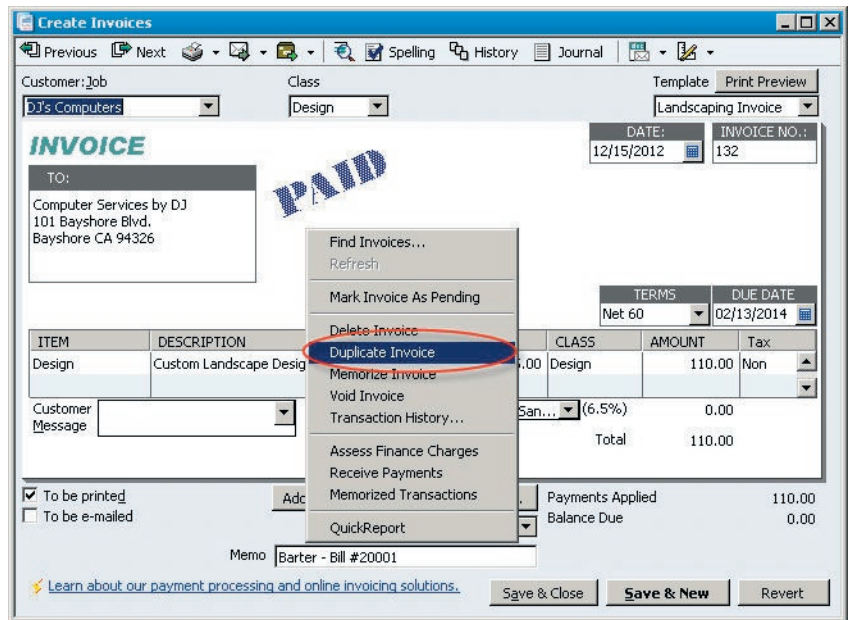 Create Invoices
Previous Next Spelling History Journal
Customer:Job Class Template Print Preview
DJ's Computers Design Landscaping Invoice
INVOICE
DATE: INVOICE NO.:
12/15/2012 132
TO:
PAID
Computer Services by DJ
101 Bayshore Blvd.
Bayshore CA 94326
Find Invoices...
Refresh
Mark Invoice As Pending
Delete Invoice
Duplicate Invoice
Memorize Invoice
Void Invoice
Transaction History...
Assess Finance Charges
Receive Payments
Memorized Transactions
QuickReport
TERMS DUE DATE
Net 60 02/13/2014
ITEM DESCRIPTION CLASS AMOUNT Tax
Design Custom Landscape Desig .00 Design 110.00 Non
Customer
Message
San... (6.5%) 0.00
Total 110.00
To be printed
To be e-mailed
Add
Payments Applied 110.00
Balance Due 0.00
Memo Barter - Bill #20001
Learn about our payment processing and online invoicing solutions.
Save & Close Save & New Revert